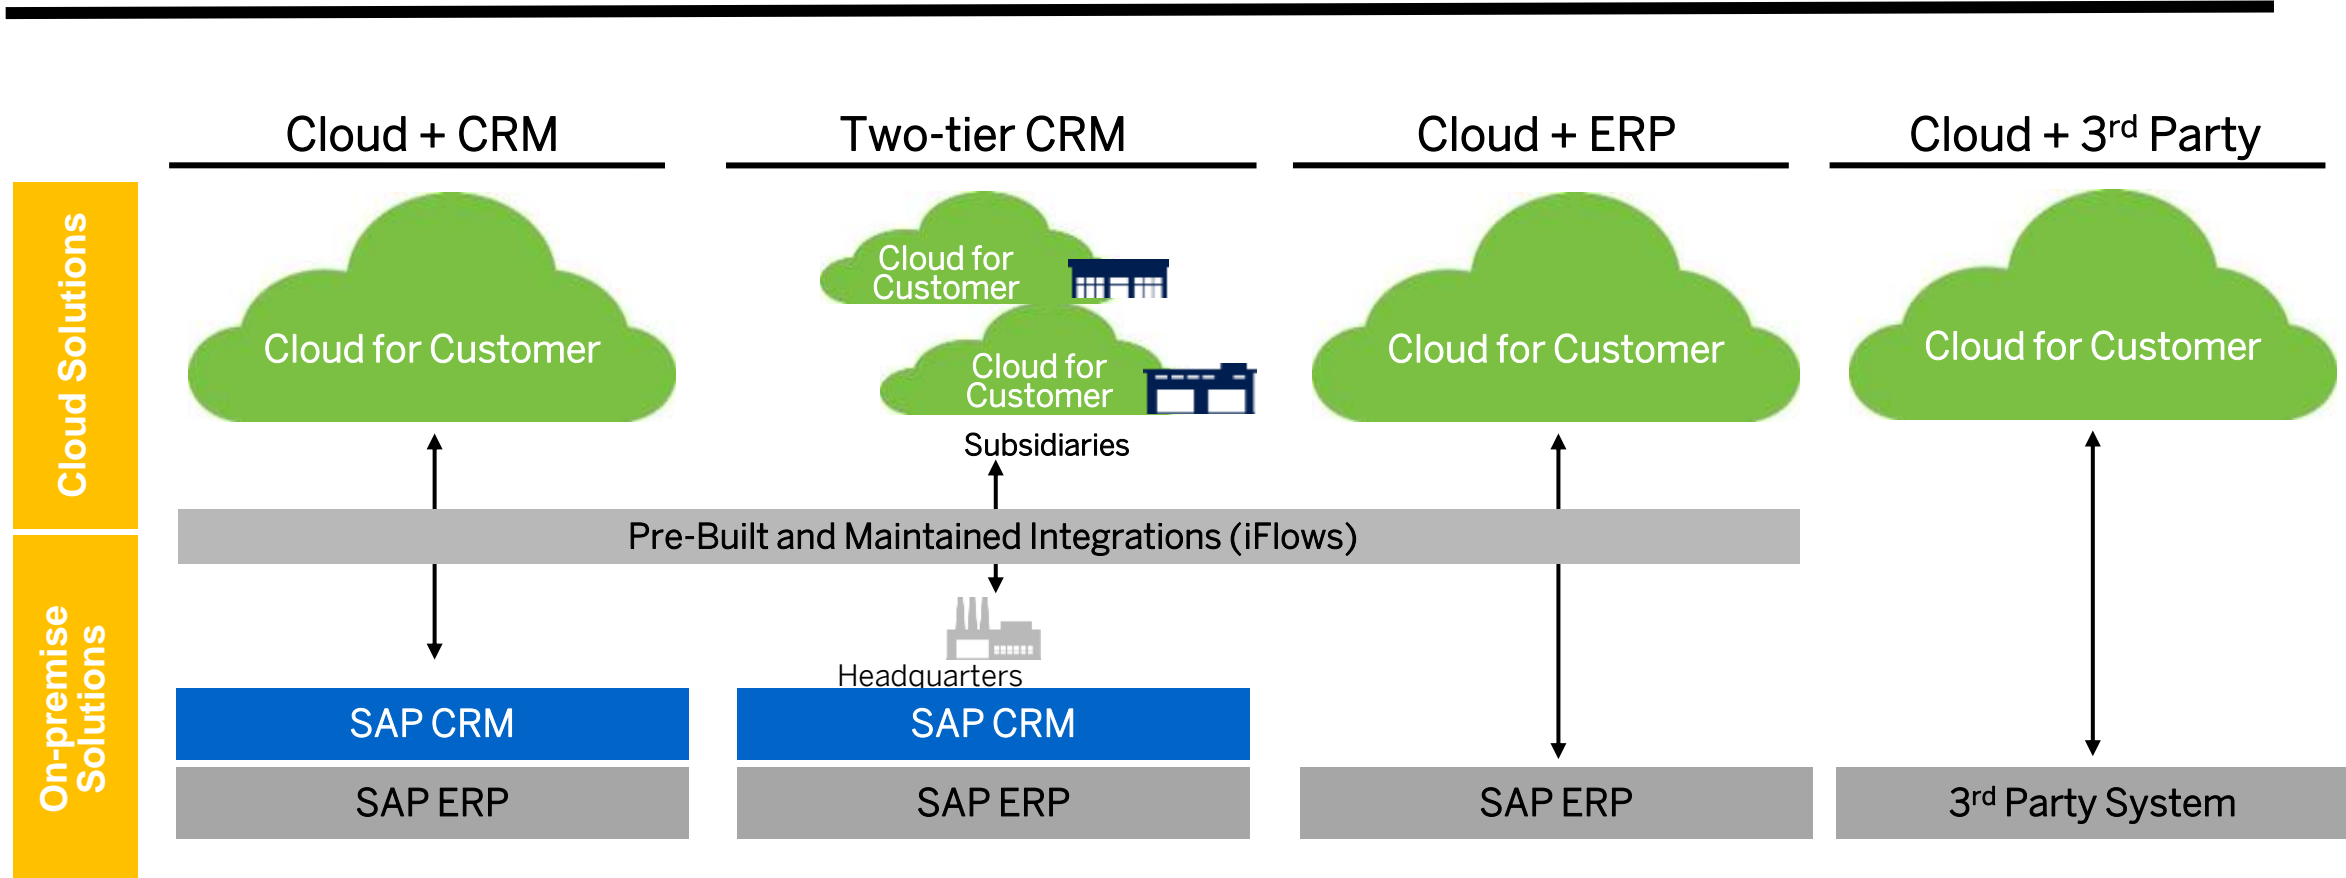 Cloud + CRM
Two-tier CRM
Cloud + ERP
Cloud + 3rd Party
Cloud Solutions
Cloud for Customer
Cloud for
Customer
Cloud for
Customer
Subsidiaries
Cloud for Customer
Cloud for Customer
Pre-Built and Maintained Integrations (iFlows)
On-premise
Solutions
Headquarters
SAP CRM
SAP CRM
SAP ERP
SAP ERP
SAP ERP
3rd Party System